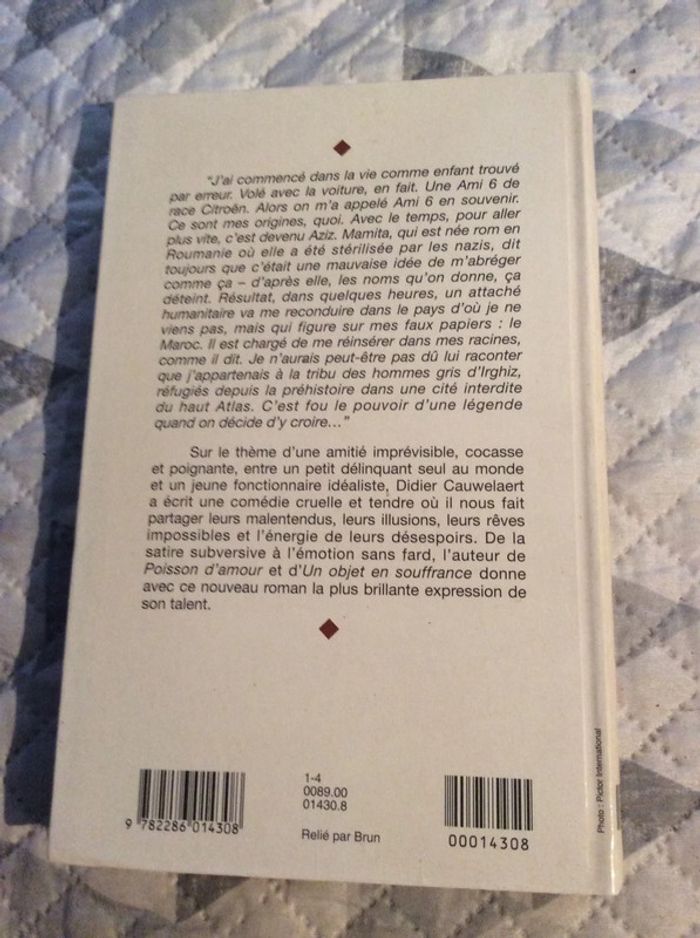 "J'ai commencé dans la vie comme enfant trouvé
par erreur. Volé avec la voiture, en fait. Une Ami 6 de
race Citroën. Alors on m'a appelé Ami 6 en souvenir.
Ce sont mes origines, quoi. Avec le temps, pour aller
plus vite, c'est devenu Aziz. Mamita, qui est née rom en
Roumanie où elle a été stérilisée par les nazis, dit
toujours que c'était une mauvaise idée de m'abréger
comme ça – d'après elle, les noms qu'on donne, ça
déteint. Résultat, dans quelques heures, un attaché
humanitaire va me reconduire dans le pays d'où je ne
viens pas, mais qui figure sur mes faux papiers : le
Maroc. Il est chargé de me réinsérer dans mes racines,
comme il dit. Je n'aurais peut-être pas dû lui raconter
que j'appartenais à la tribu des hommes gris d'Irghiz,
réfugiés depuis la préhistoire dans une cité interdite
du haut Atlas. C'est fou le pouvoir d'une légende
quand on décide d'y croire..."
Sur le thème d'une amitié imprévisible, cocasse
et poignante, entre un petit délinquant seul au monde
et un jeune fonctionnaire idéaliste, Didier Cauwelaert
a écrit une comédie cruelle et tendre où il nous fait
partager leurs malentendus, leurs illusions, leurs rêves
impossibles et l'énergie de leurs désespoirs. De la
satire subversive à l'émotion sans fard, l'auteur de
Poisson d'amour et d'Un objet en souffrance donne
avec ce nouveau roman la plus brillante expression de
son talent.
1-4
0089.00
01430.8
9 782286 014308
Relié par Brun
00014308
Photo : Pictor International